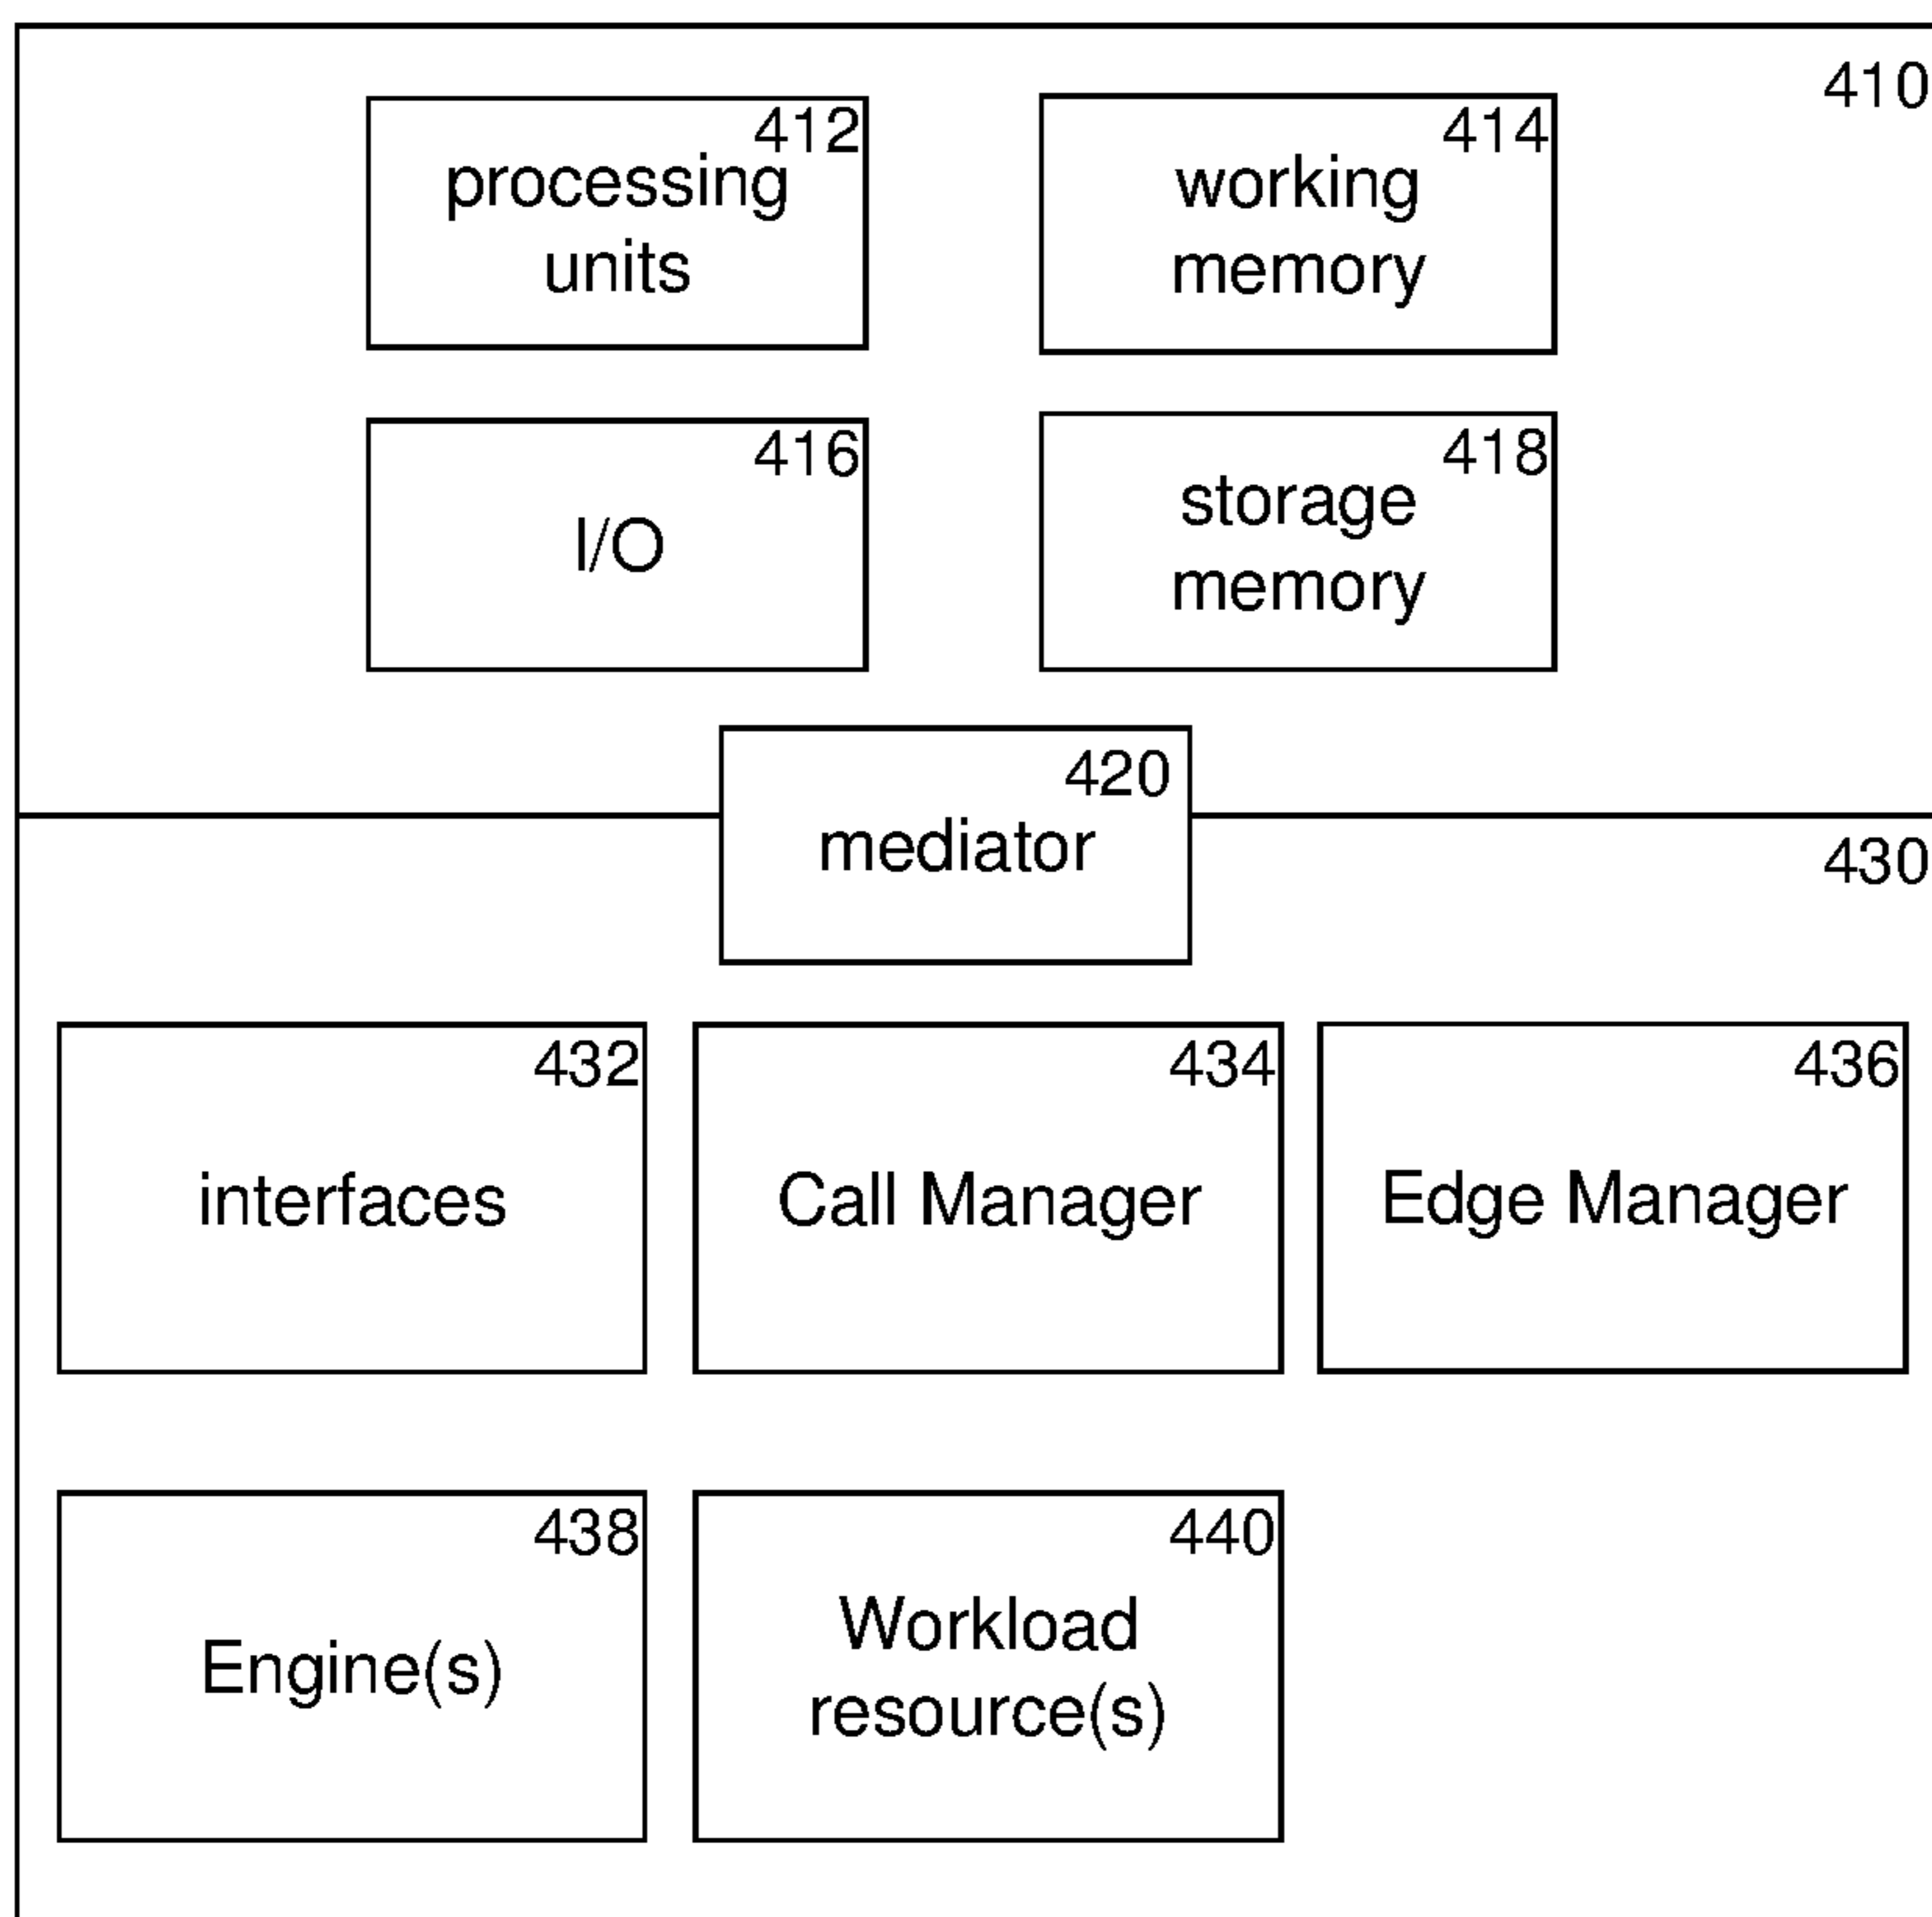 410
412
processing
units
414
working
memory
416
I/O
418
storage
memory
420
mediator
430
432
interfaces
434
Call Manager
436
Edge Manager
438
Engine(s)
440
Workload
resource(s)